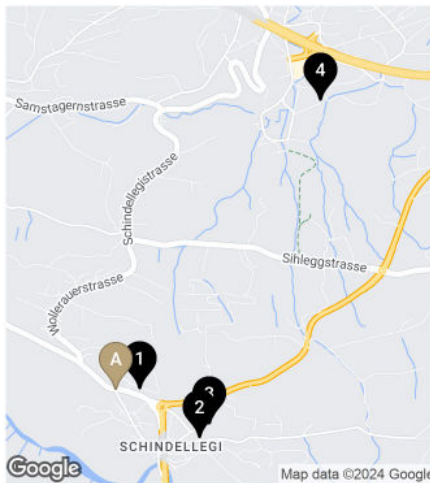 4
Samstagernstrasse
Schindellegistrasse
Sihleggstrasse
Wollerauerstrasse
A
1
3
2
SCHINDELLEGI
Google
Map data ©2024 Google